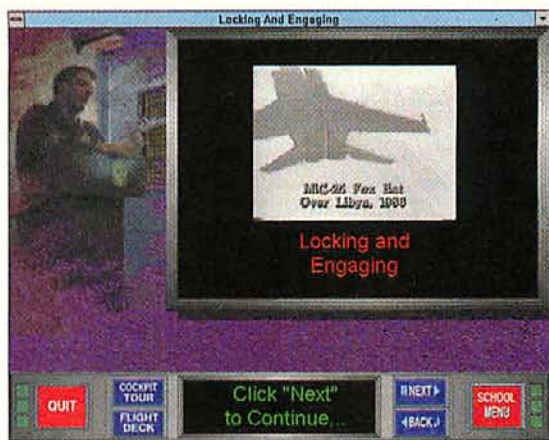 Locking And Engaging
MiG-25 Fox Bat
Over Libya,
Locking and
Engaging
QUIT
COCKPIT
TOUR
FLIGHT
DECK
Click "Next"
to Continue...
NEXT
BACK
SCHOOL
MENU